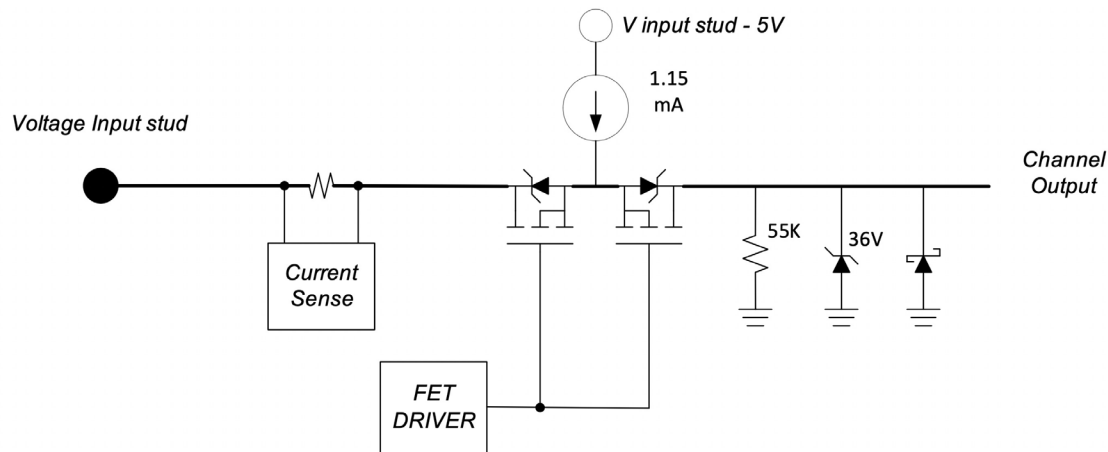 V input stud - 5V
1.15
mA
Voltage Input stud
Channel
Output
55K
36V
Current
Sense
FET
DRIVER